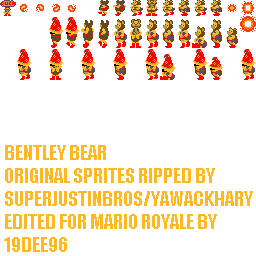 BENTLEY BEAR
ORIGINAL SPRITES RIPPED BY
SUPERJUSTINBROS/YAWACKHARY
EDITED FOR MARIO ROYALE BY
19DEE96